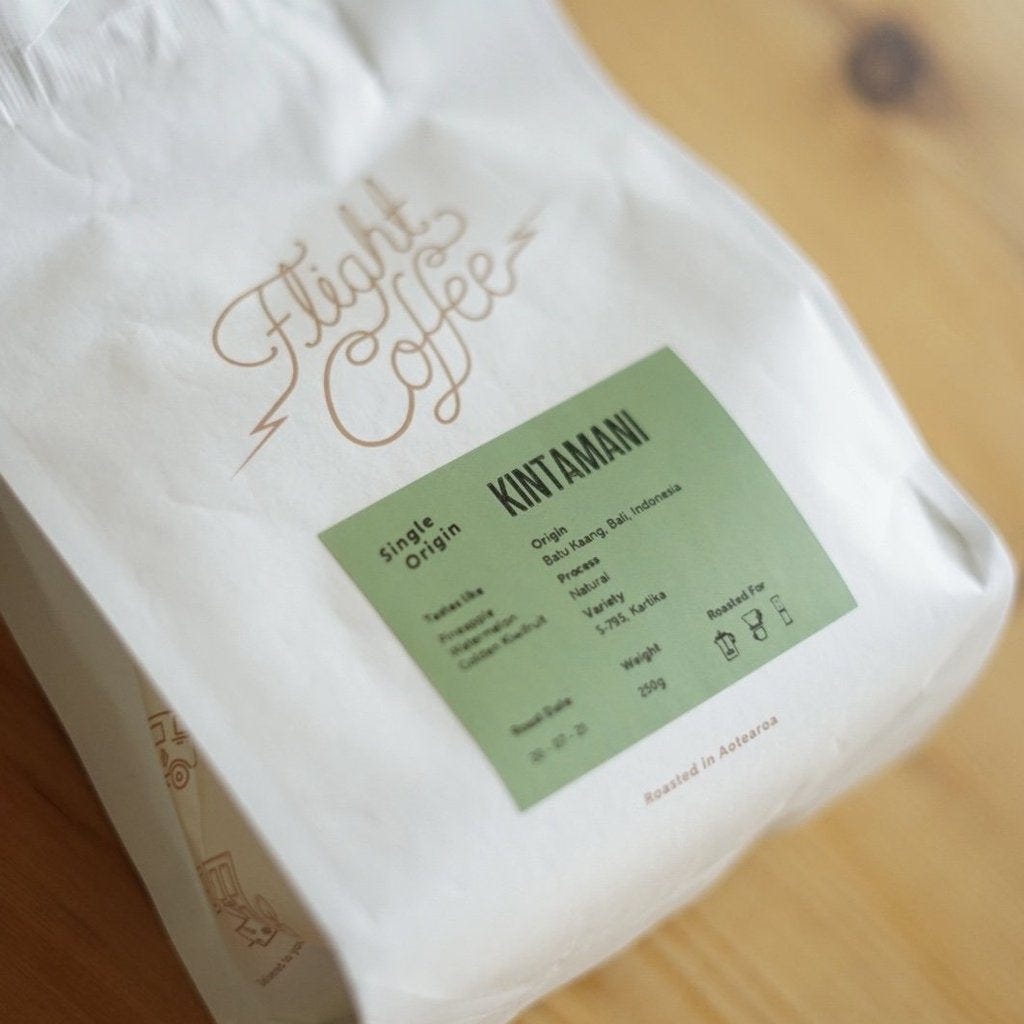 Flight
Coffee
KINTAMANI
Single
Origin
Origin
Batu Kaang, Bali, Indonesia
Process
Natural
Variety
S-795, Kartika
Tastes like
Pineapple
Watermelon
Golden Kiwifruit
Roasted For
Weight
250g
Roast Date
Roasted in Aotearoa